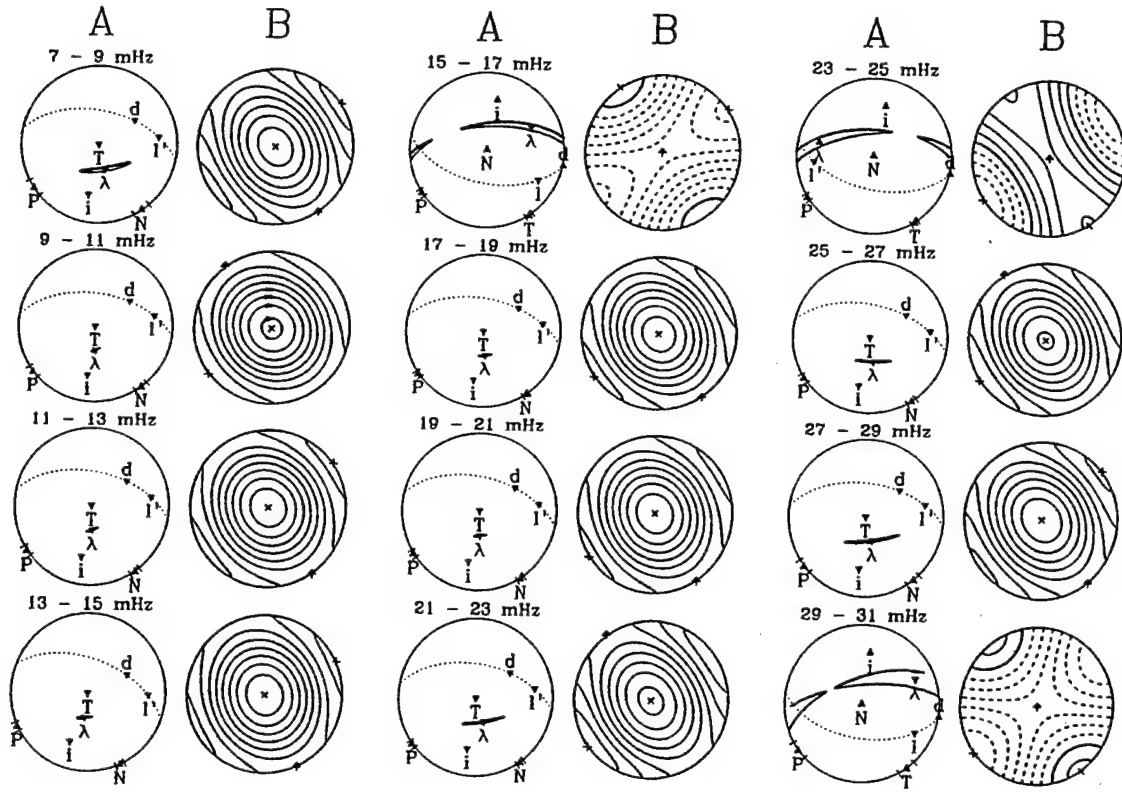 A B A B A B
7 - 9 mHz
d
l'
T
λ
i
P
N
15 - 17 mHz
i
λ
N
d
l
P
T
23 - 25 mHz
i
λ
l'
N
d
P
T
9 - 11 mHz
d
l'
T
λ
i
P
N
17 - 19 mHz
d
l'
T
λ
i
P
N
25 - 27 mHz
d
l'
T
λ
i
P
N
11 - 13 mHz
d
l'
T
λ
i
P
N
19 - 21 mHz
d
l'
T
λ
i
P
N
27 - 29 mHz
d
l'
T
λ
i
P
N
13 - 15 mHz
d
l'
T
λ
i
P
N
21 - 23 mHz
d
l'
T
λ
i
P
N
29 - 31 mHz
i
λ
N
d
l
P
T